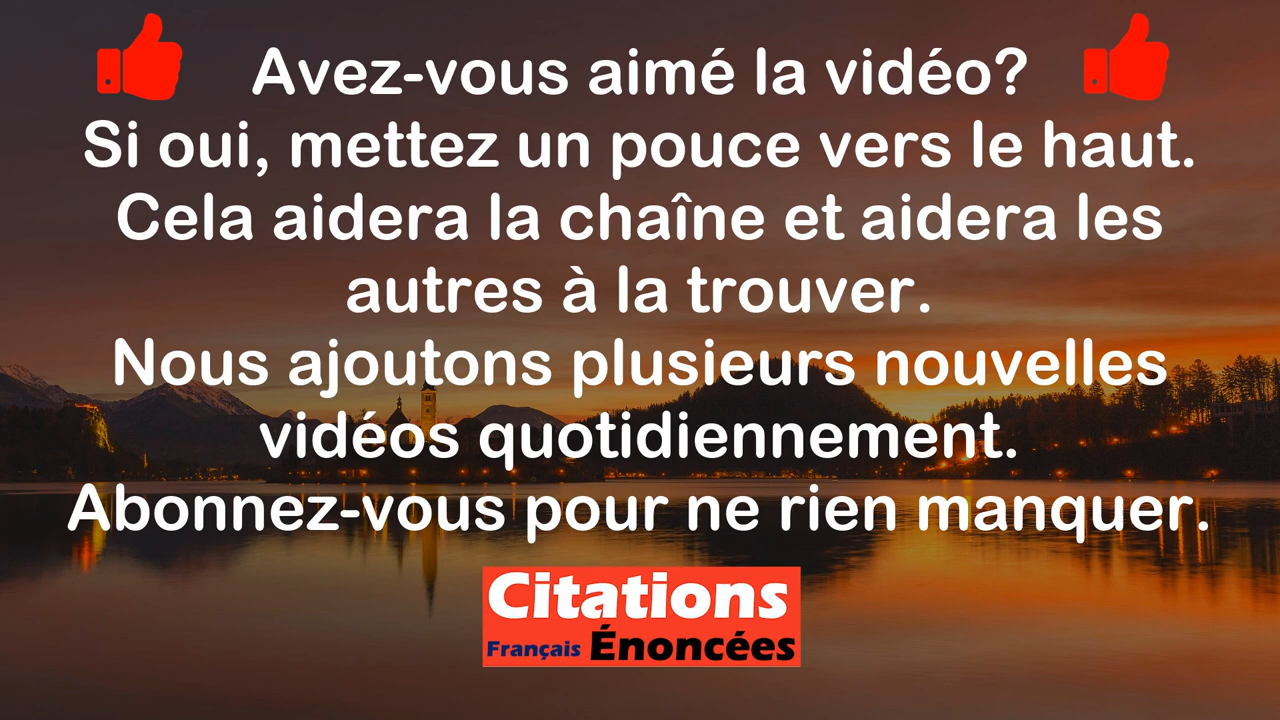 Avez-vous aimé la vidéo?
Si oui, mettez un pouce vers le haut.
Cela aidera la chaîne et aidera les
autres à la trouver.
Nous ajoutons plusieurs nouvelles
vidéos quotidiennement.
Abonnez-vous pour ne rien manquer.
Citations
Français Énoncées